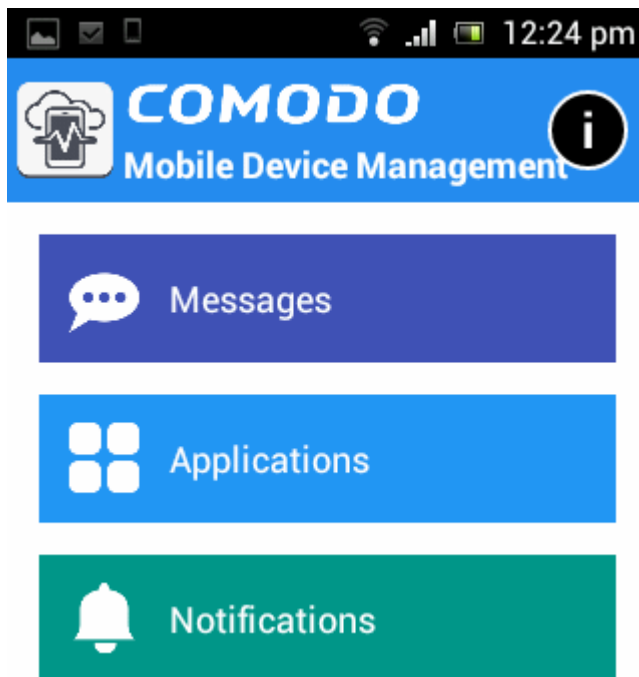 12:24 pm
COMODO
i
Mobile Device Management
Messages
Applications
Notifications